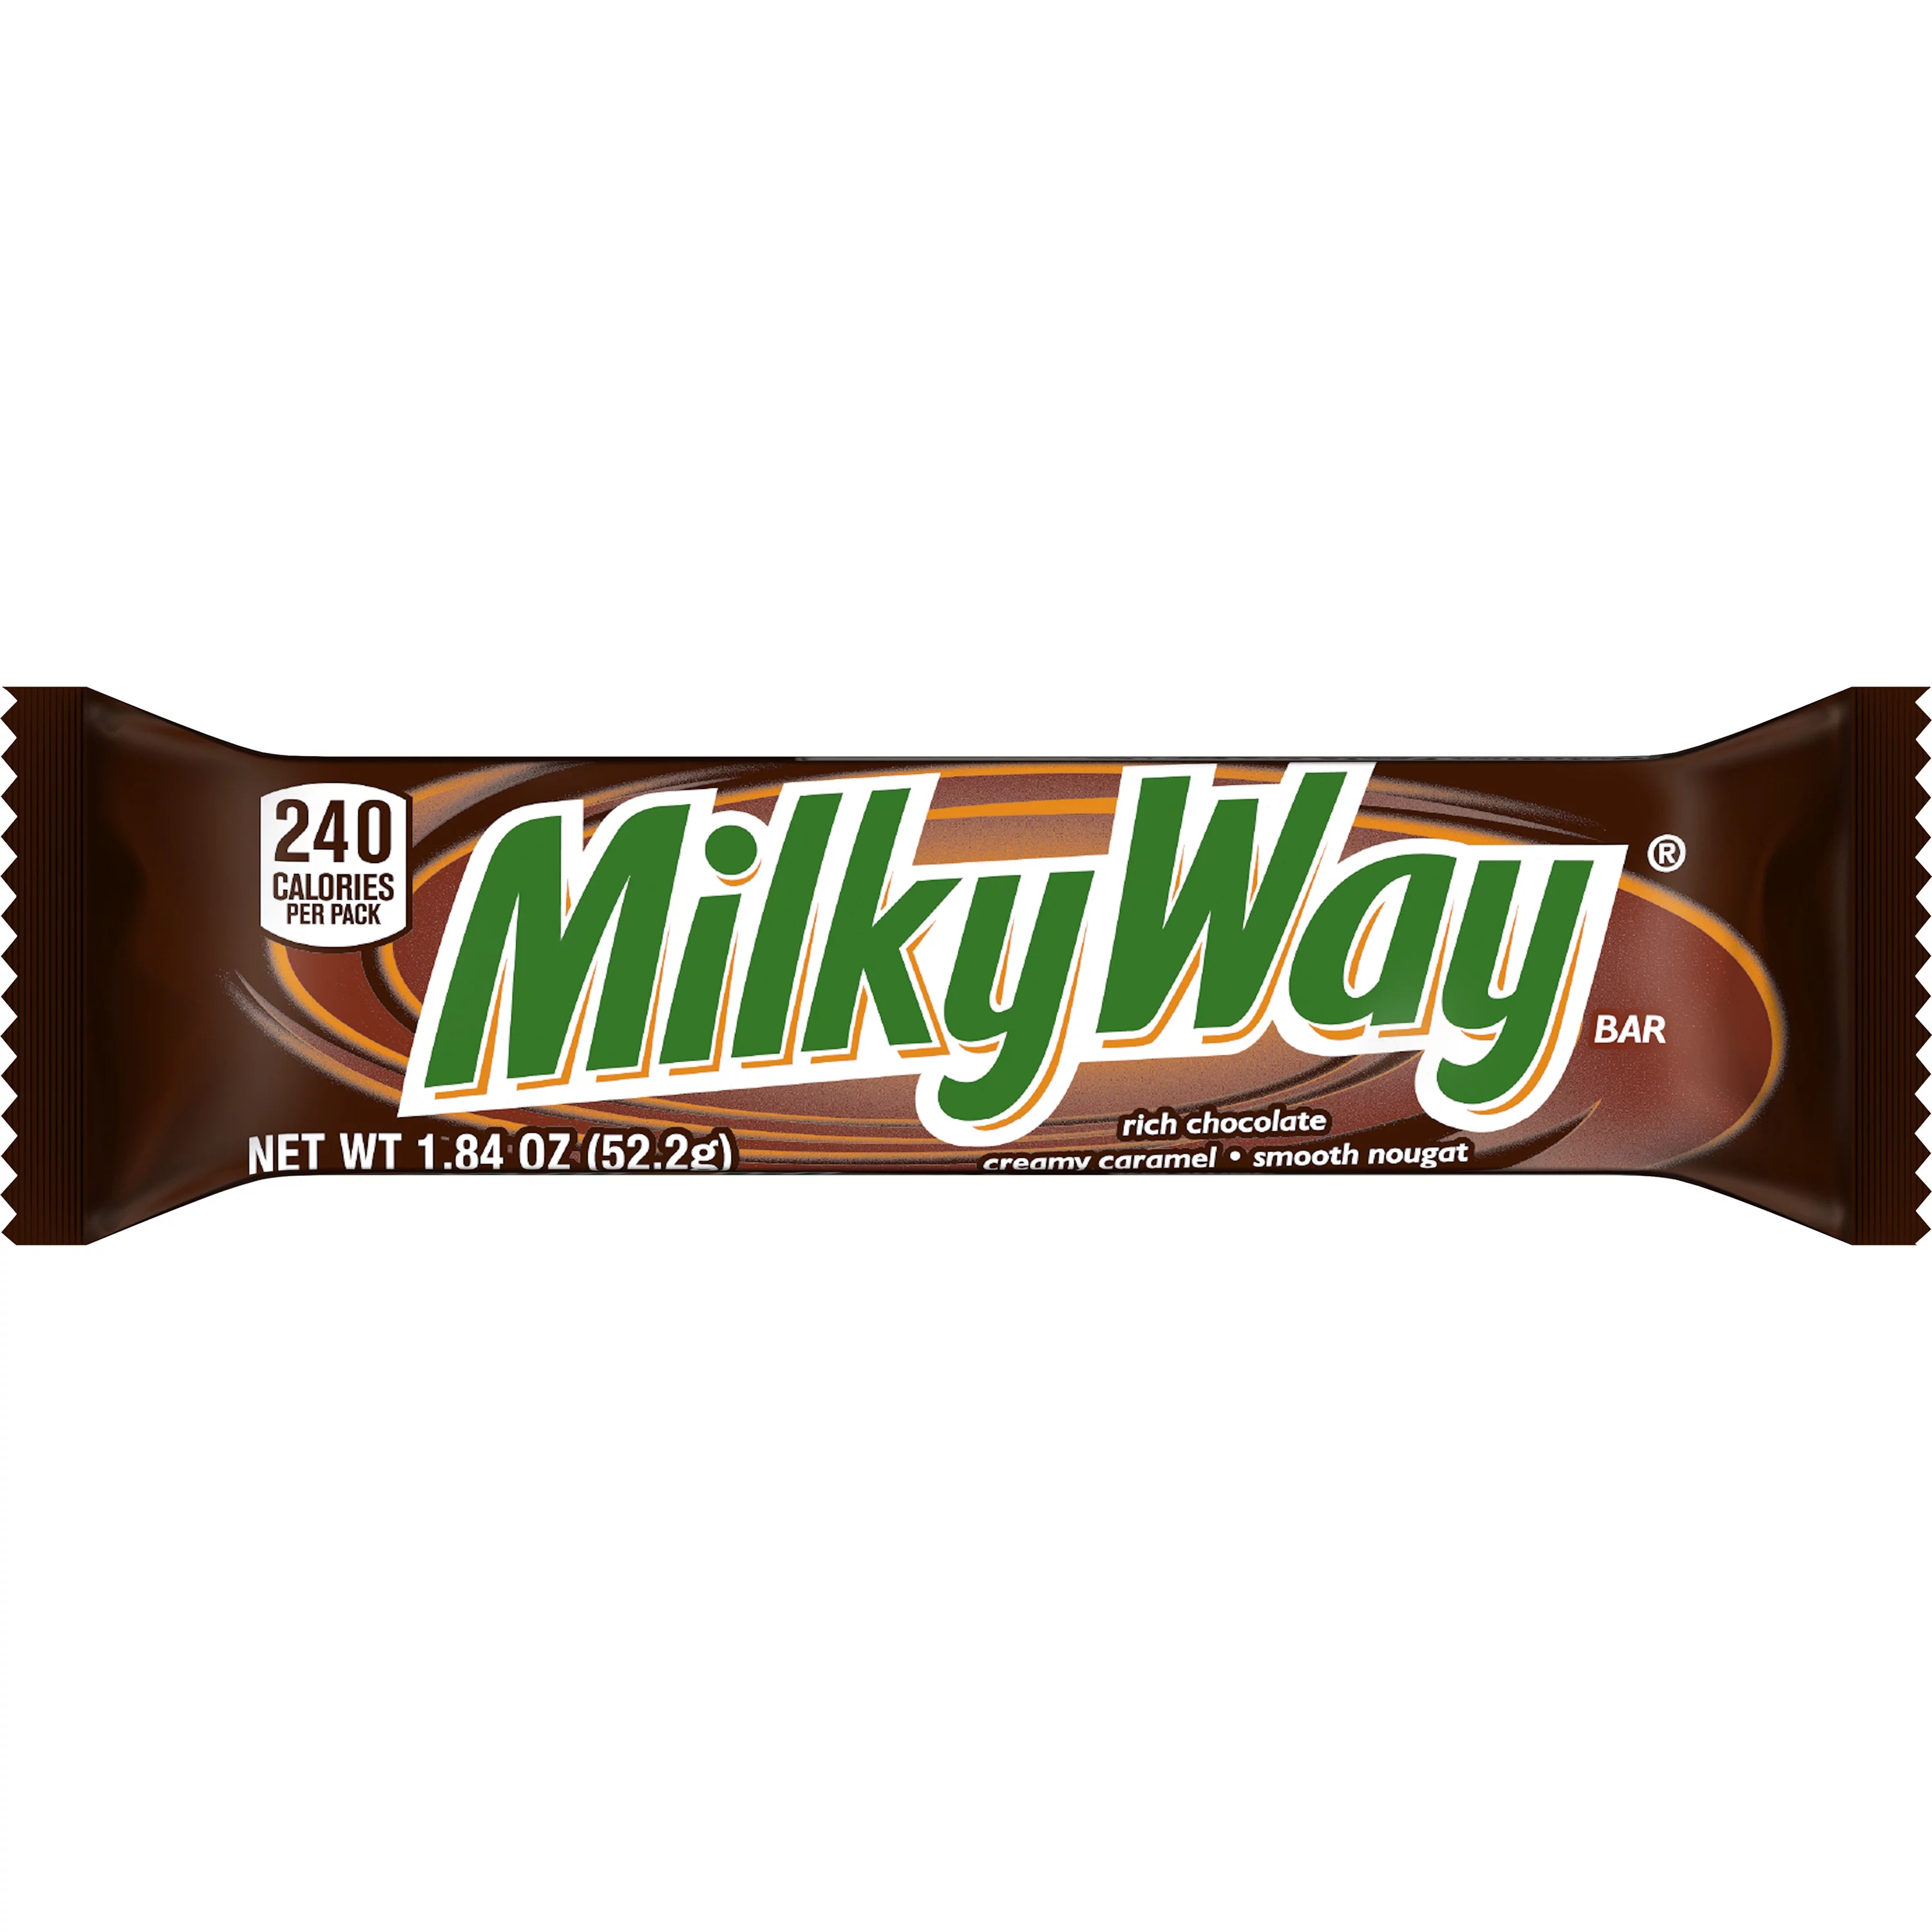 240
CALORIES
PER PACK
MilkyWay®
BAR
NET WT 1.84 OZ (52.2g)
rich chocolate
creamy caramel • smooth nougat